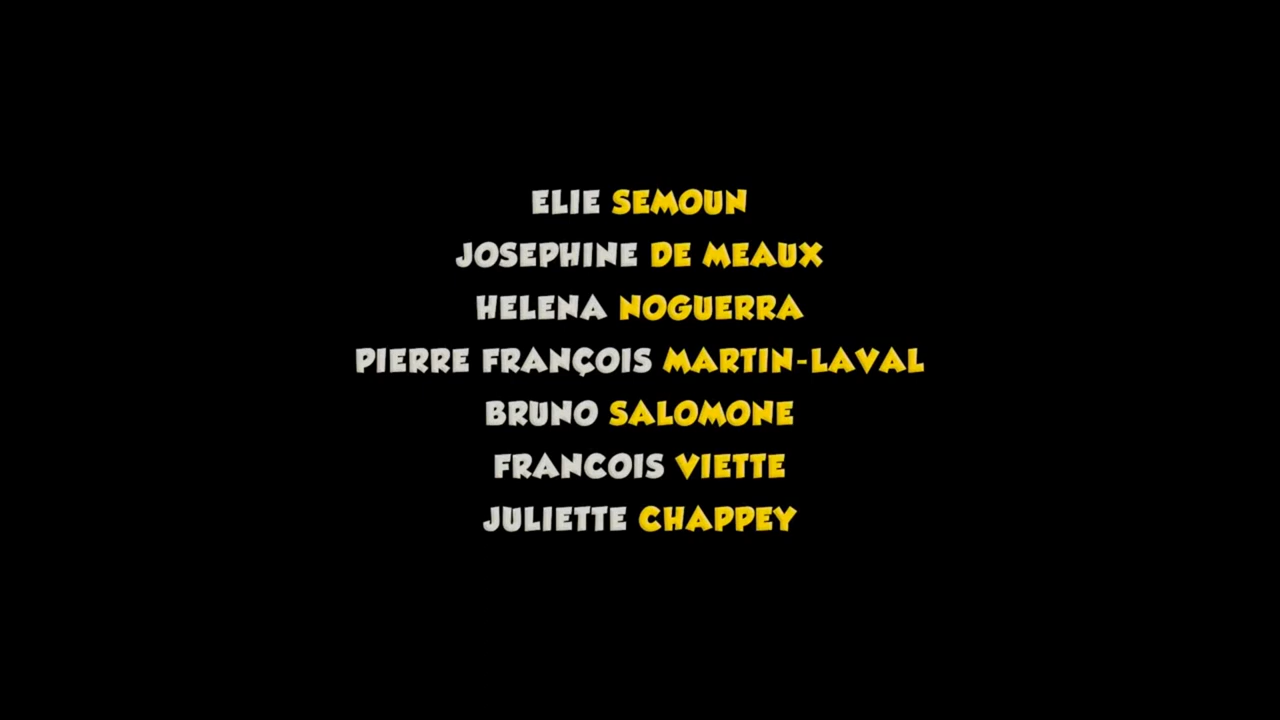 ELIE SEMOUN
JOSEPHINE DE MEAUX
HELENA NOGUERRA
PIERRE FRANÇOIS MARTIN-LAVAL
BRUNO SALOMONE
FRANCOIS VIETTE
JULIETTE CHAPPEY